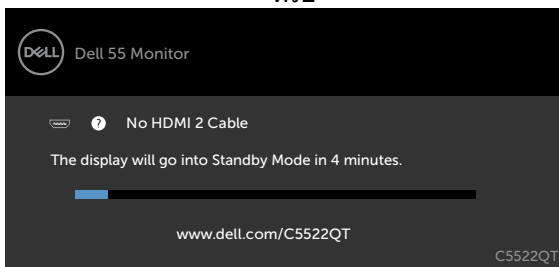 DELL
Dell 55 Monitor
? No HDMI 2 Cable
The display will go into Standby Mode in 4 minutes.
www.dell.com/C5522QT
C5522QT